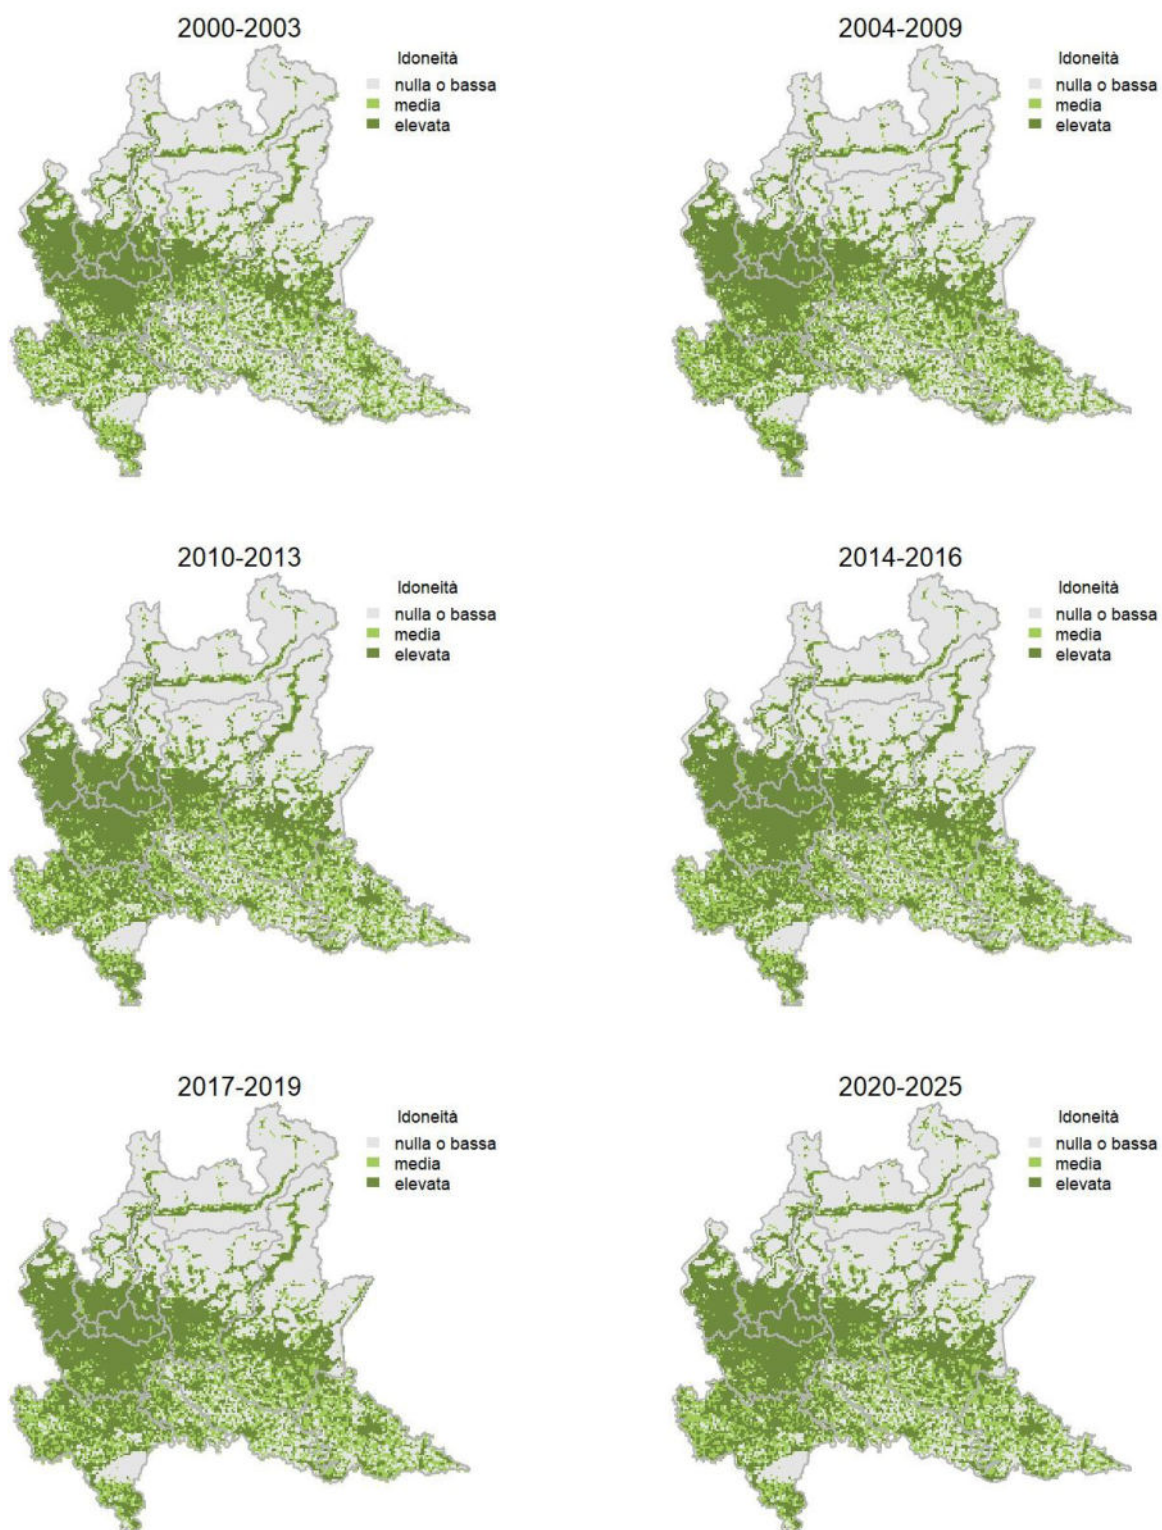 2000-2003
Idoneità
nulla o bassa
media
elevata
2004-2009
Idoneità
nulla o bassa
media
elevata
2010-2013
Idoneità
nulla o bassa
media
elevata
2014-2016
Idoneità
nulla o bassa
media
elevata
2017-2019
Idoneità
nulla o bassa
media
elevata
2020-2025
Idoneità
nulla o bassa
media
elevata